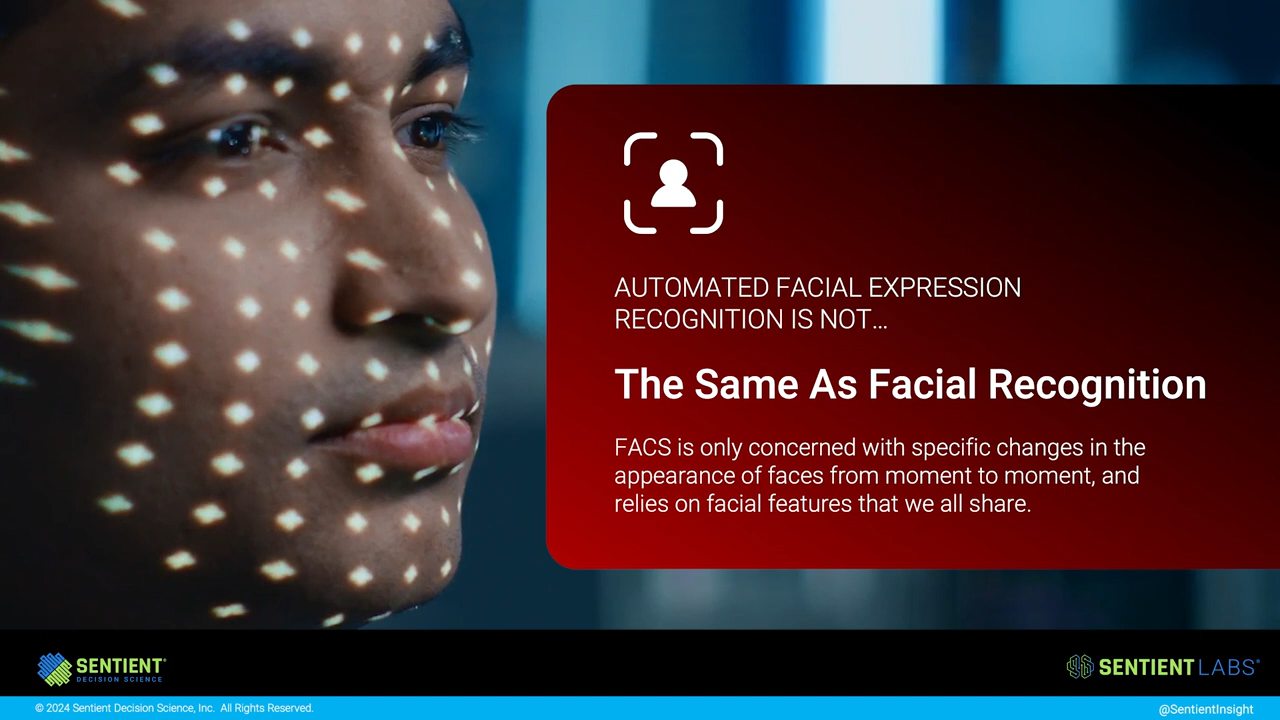 AUTOMATED FACIAL EXPRESSION
RECOGNITION IS NOT...
The Same As Facial Recognition
FACS is only concerned with specific changes in the
appearance of faces from moment to moment, and
relies on facial features that we all share.
SENTIENT®
DECISION SCIENCE
SENTIENT LABS®
© 2024 Sentient Decision Science, Inc. All Rights Reserved.
@SentientInsight